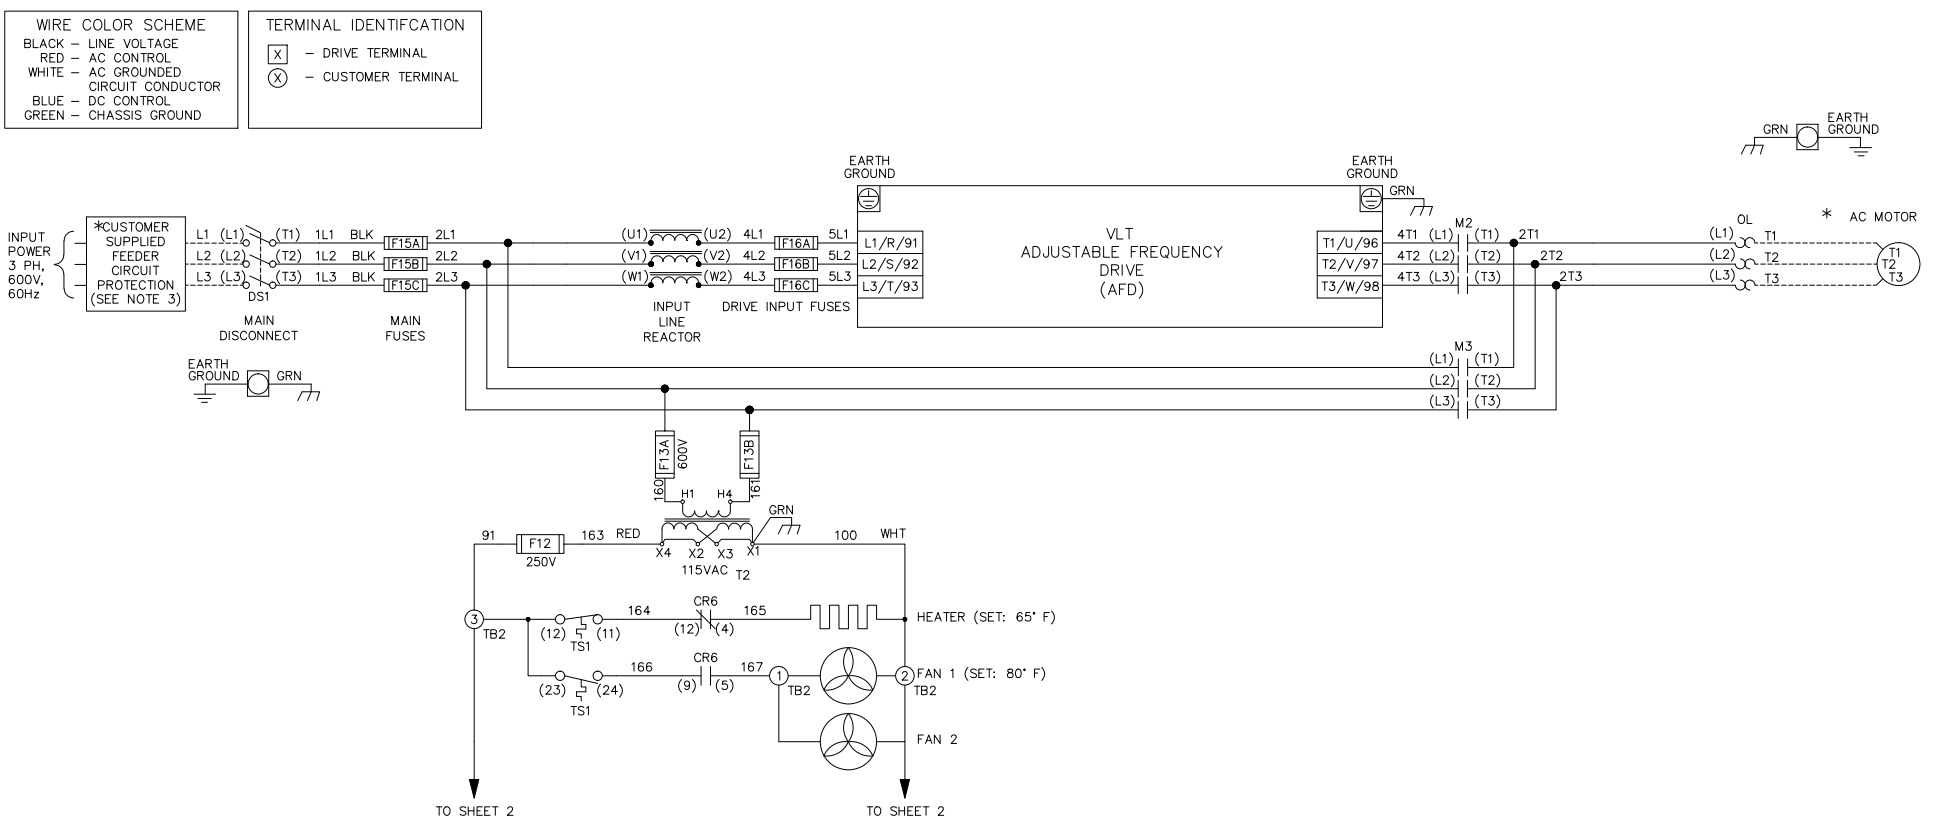 WIRE COLOR SCHEME
BLACK – LINE VOLTAGE
RED – AC CONTROL
WHITE – AC GROUNDED
CIRCUIT CONDUCTOR
BLUE – DC CONTROL
GREEN – CHASSIS GROUND
TERMINAL IDENTIFCATION
X – DRIVE TERMINAL
X – CUSTOMER TERMINAL
GRN
EARTH
GROUND
EARTH
GROUND
EARTH
GROUND
GRN
INPUT
POWER
3 PH,
600V,
60Hz
*CUSTOMER
SUPPLIED
FEEDER
CIRCUIT
PROTECTION
(SEE NOTE 3)
L1 (L1) (T1) 1L1 BLK F15A 2L1 (U1) (U2) 4L1 F16A 5L1 L1/R/91
L2 (L2) (T2) 1L2 BLK F15B 2L2 (V1) (V2) 4L2 F16B 5L2 L2/S/92
L3 (L3) (T3) 1L3 BLK F15C 2L3 (W1) (W2) 4L3 F16C 5L3 L3/T/93
DS1
MAIN
DISCONNECT
MAIN
FUSES
INPUT
LINE
REACTOR
DRIVE INPUT FUSES
VLT
ADJUSTABLE FREQUENCY
DRIVE
(AFD)
M2
OL
* AC MOTOR
T1/U/96 4T1 (L1) (T1) 2T1 (L1) T1 T1
T2/V/97 4T2 (L2) (T2) 2T2 (L2) T2 T2
T3/W/98 4T3 (L3) (T3) 2T3 (L3) T3 T3
M3
(L1) (T1)
(L2) (T2)
(L3) (T3)
EARTH
GROUND GRN
F13A
600V
F13B
160
161
H1 H4
GRN
91 F12 163 RED
250V
X4 X2 X3 X1
100 WHT
115VAC T2
3 TB2
(12) (11) 164 CR6 (12) (4) 165 HEATER (SET: 65° F)
TS1
(23) (24) 166 CR6 (9) (5) 167 1 TB2 2 TB2 FAN 1 (SET: 80° F)
TS1
FAN 2
TO SHEET 2
TO SHEET 2